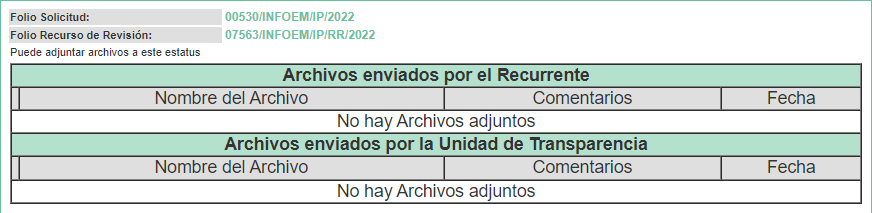 Folio Solicitud: 00530/INFOEM/IP/2022
Folio Recurso de Revisión: 07563/INFOEM/IP/RR/2022
Puede adjuntar archivos a este estatus
Archivos enviados por el Recurrente
Nombre del Archivo Comentarios Fecha
No hay Archivos adjuntos
Archivos enviados por la Unidad de Transparencia
Nombre del Archivo Comentarios Fecha
No hay Archivos adjuntos